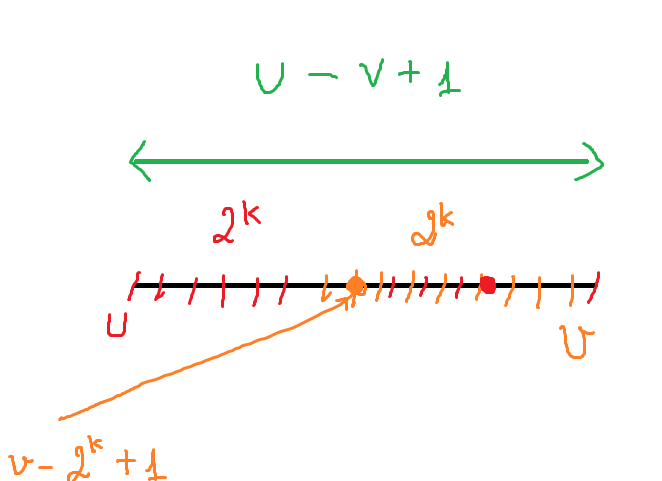 U - V + 1
2^k 2^k
U
v
v - 2^k + 1